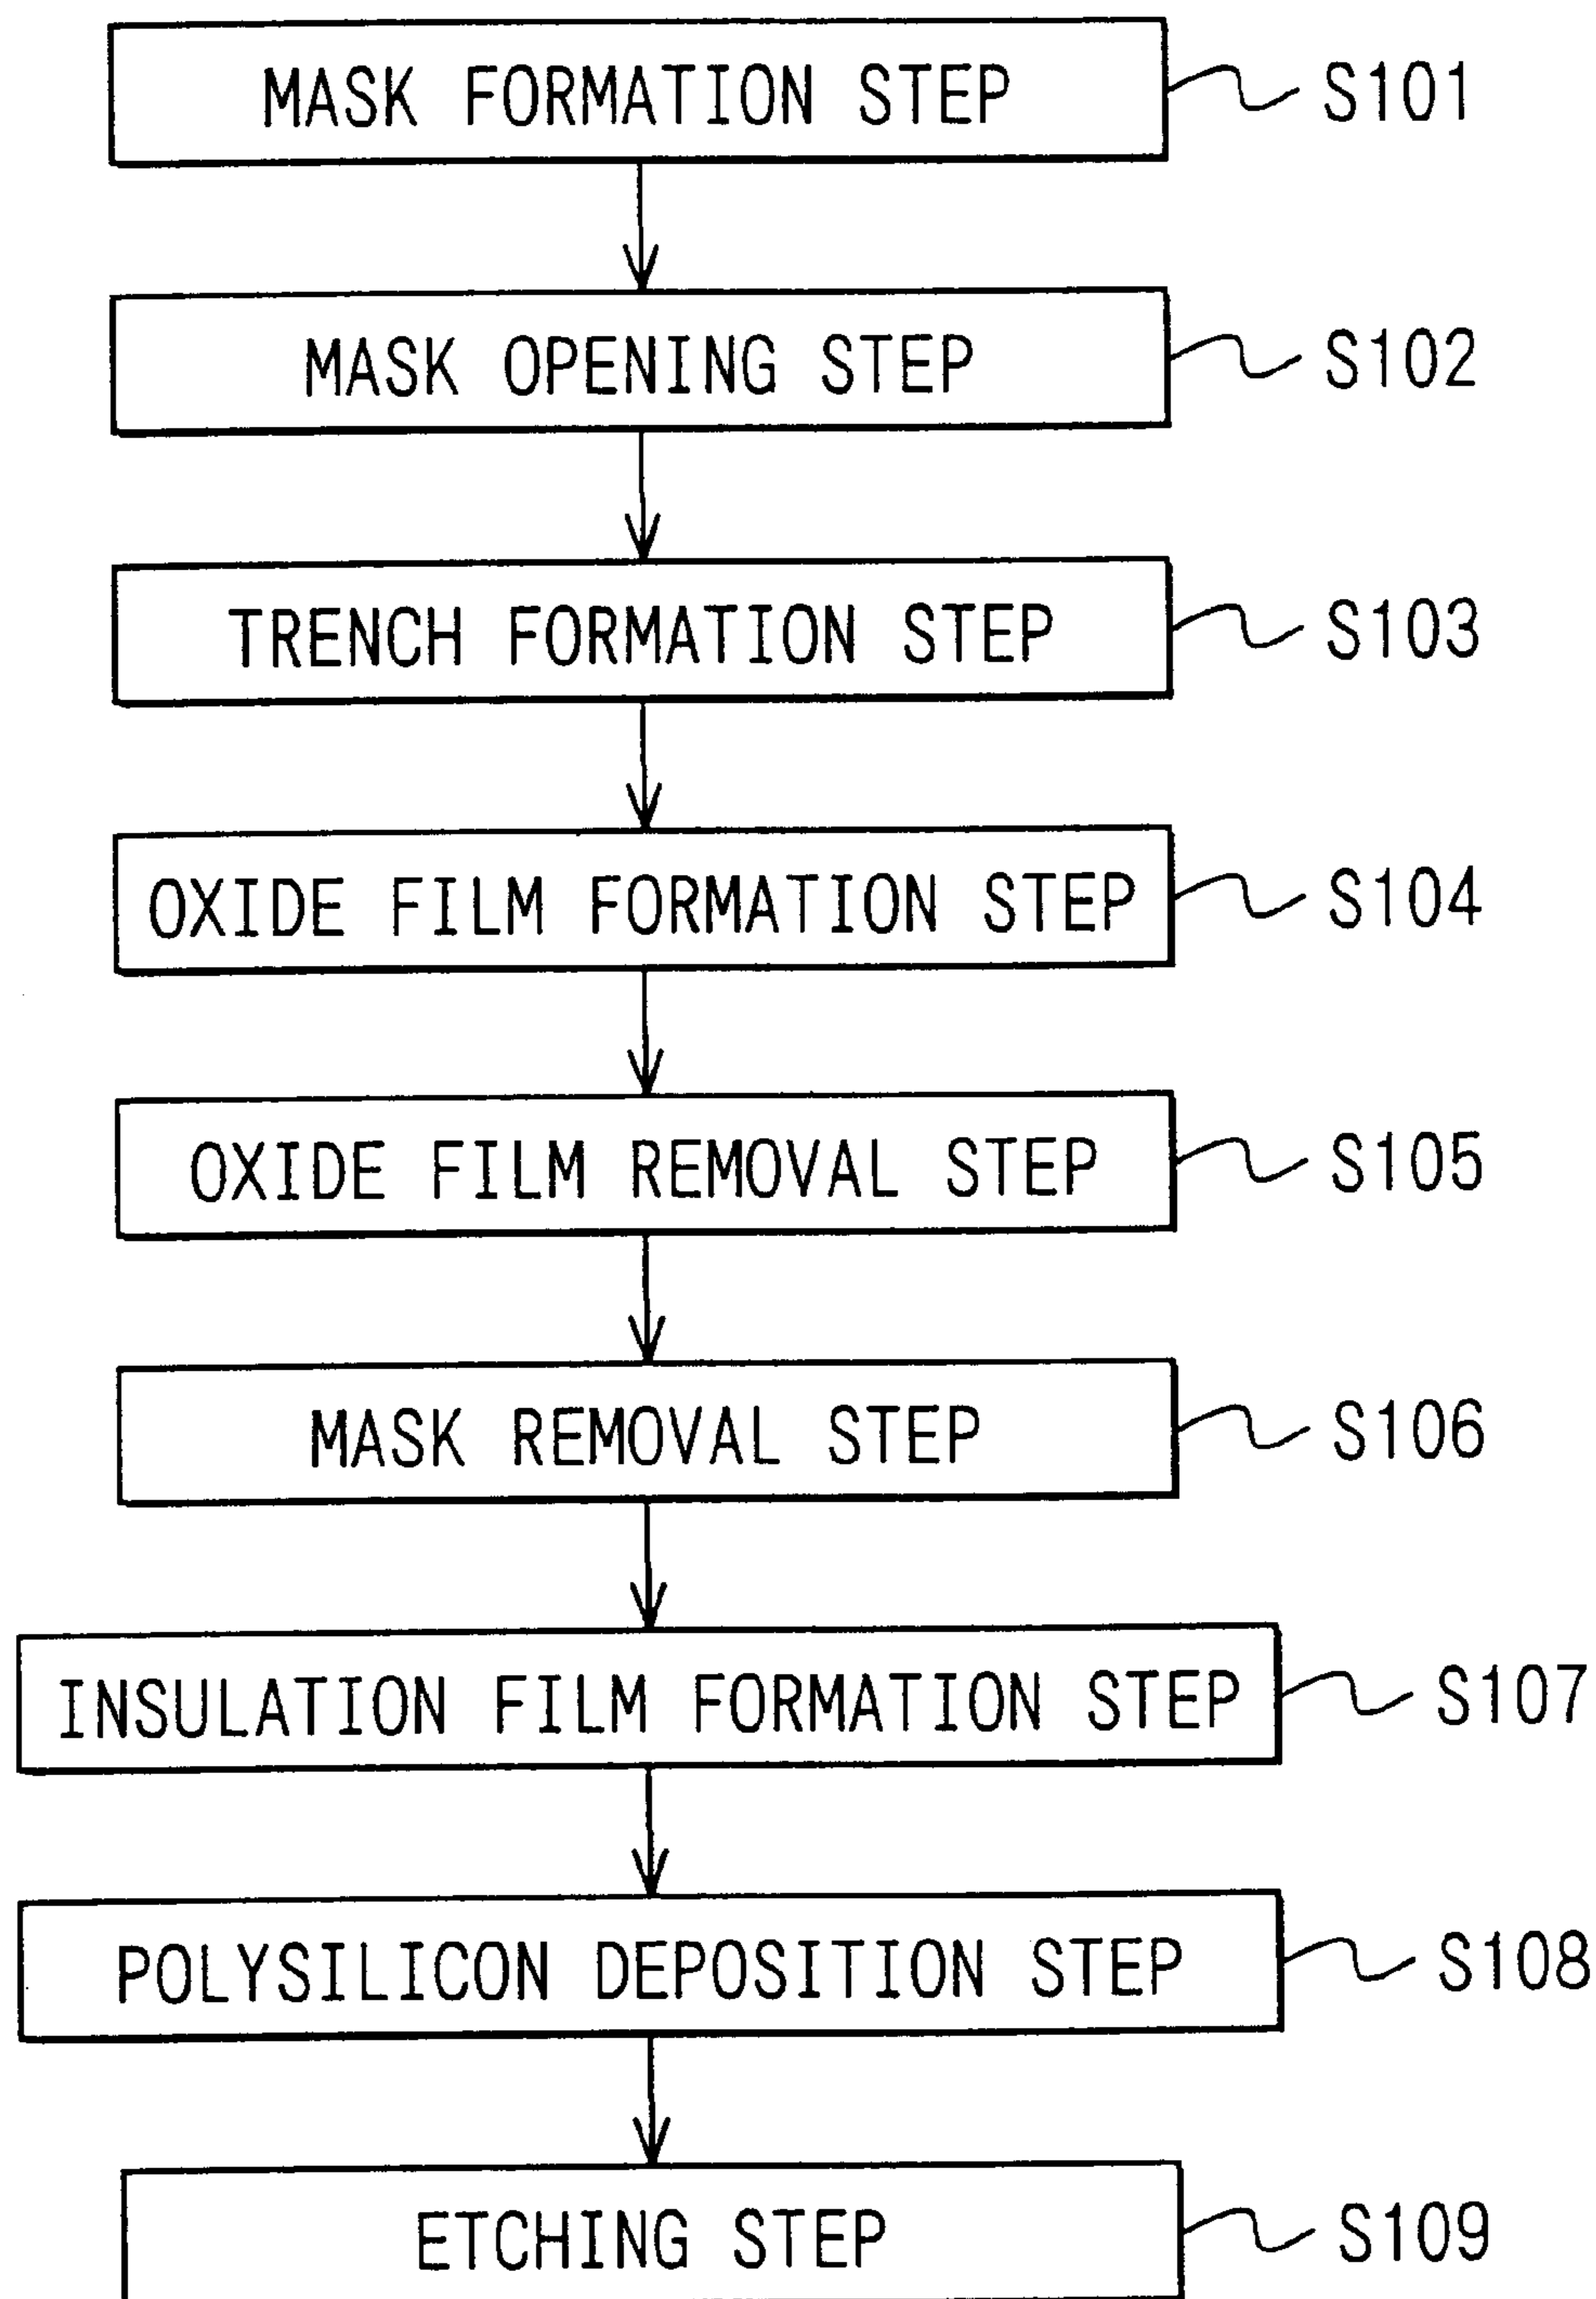 MASK FORMATION STEP S101
MASK OPENING STEP S102
TRENCH FORMATION STEP S103
OXIDE FILM FORMATION STEP S104
OXIDE FILM REMOVAL STEP S105
MASK REMOVAL STEP S106
INSULATION FILM FORMATION STEP S107
POLYSILICON DEPOSITION STEP S108
ETCHING STEP S109